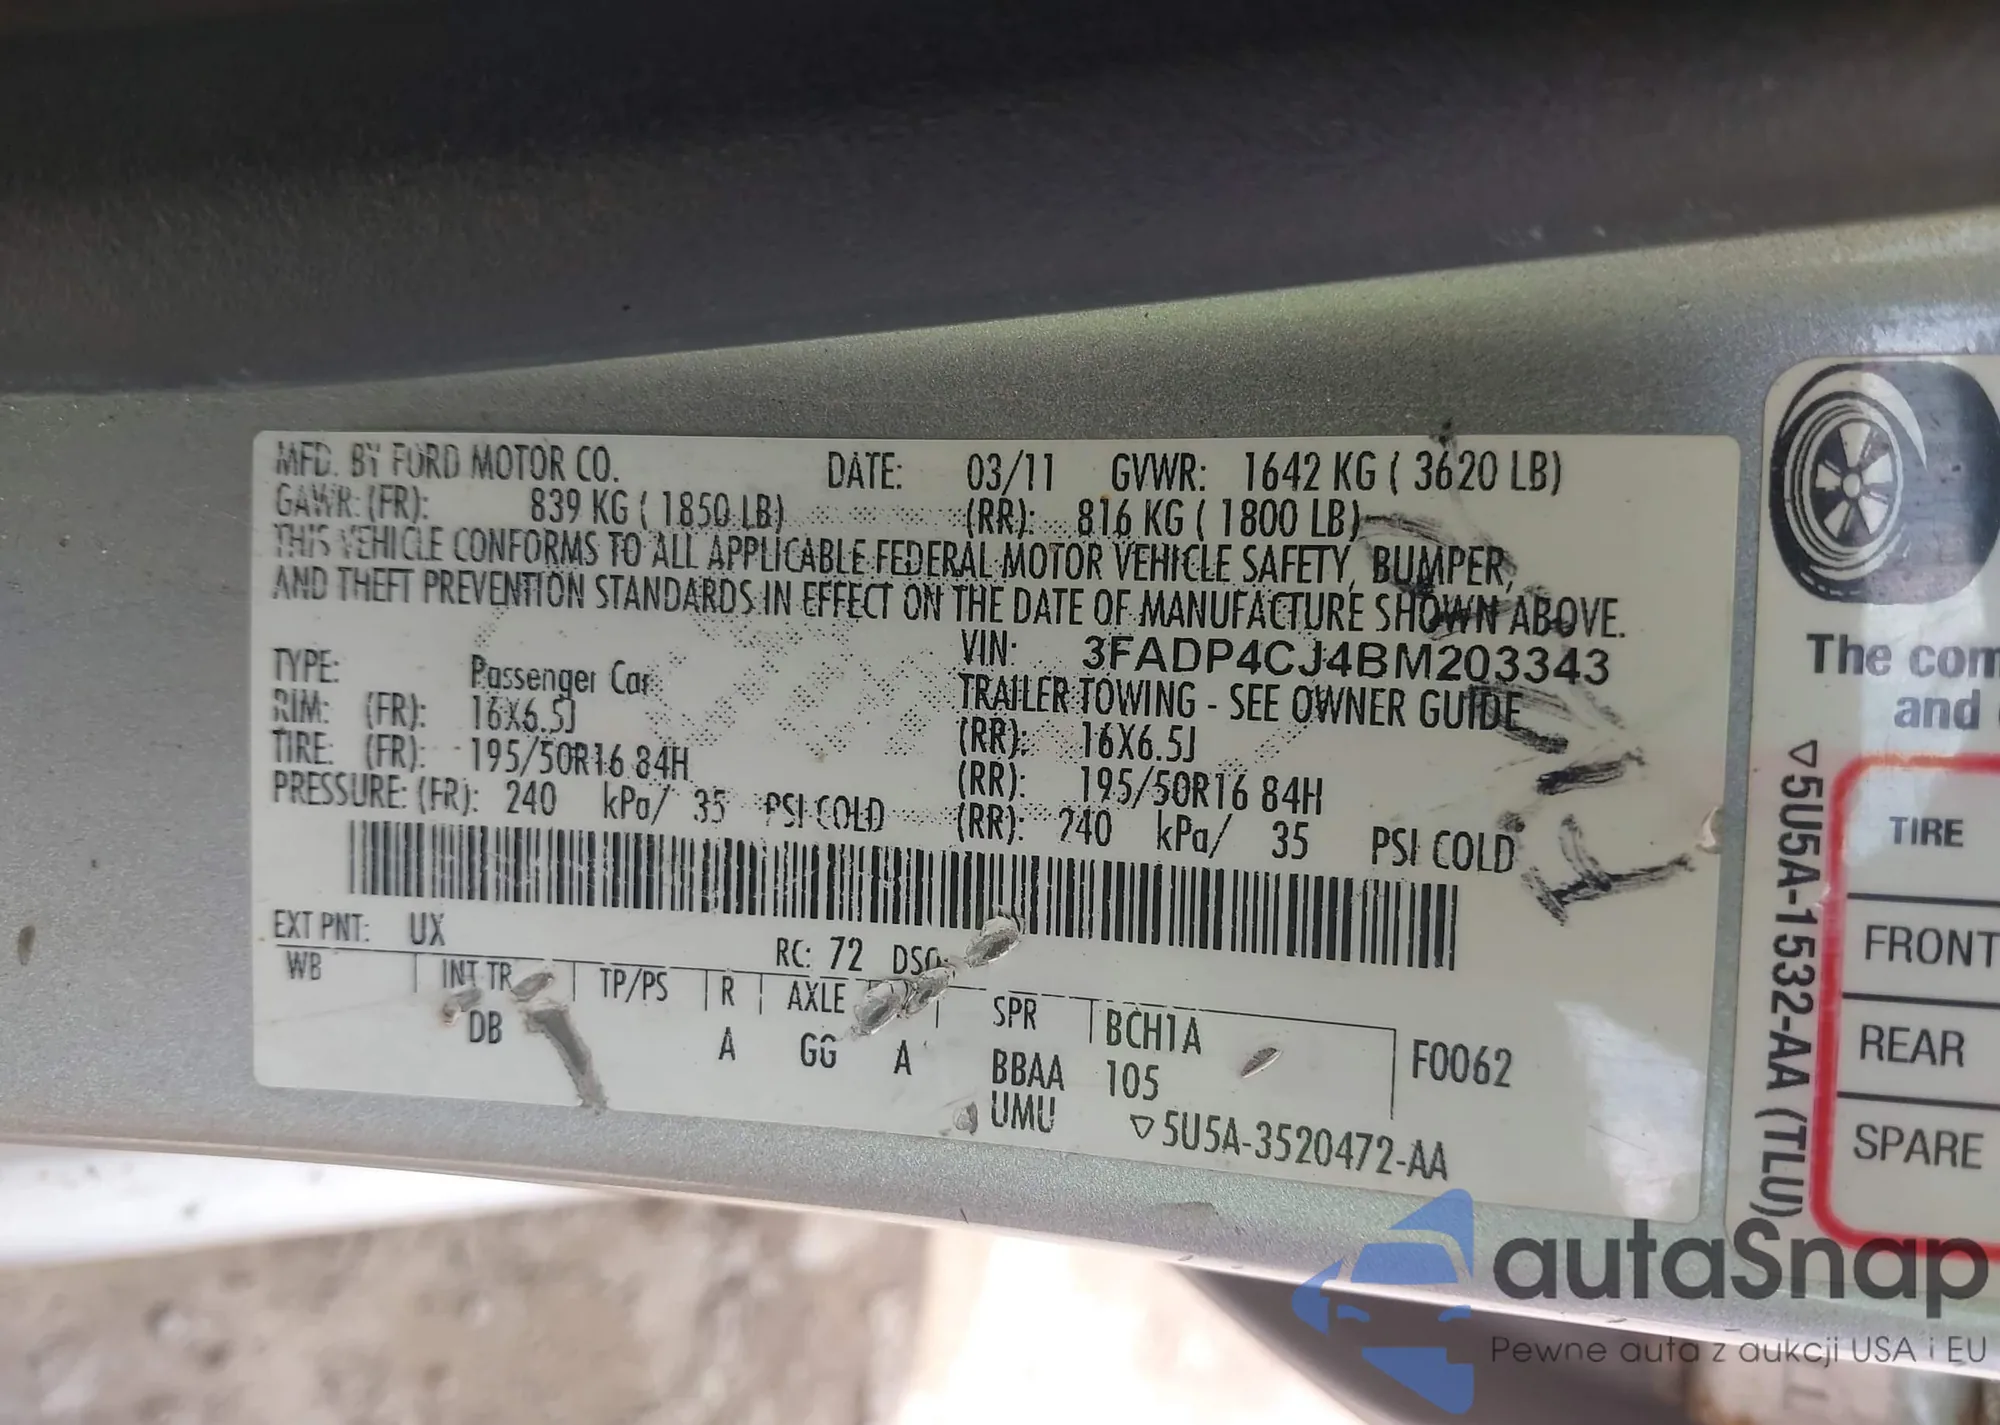 MFD. BY FORD MOTOR CO. DATE: 03/11 GVWR: 1642 KG ( 3620 LB)
GAWR: (FR): 839 KG ( 1850 LB) (RR): 816 KG ( 1800 LB)
THIS VEHICLE CONFORMS TO ALL APPLICABLE FEDERAL MOTOR VEHICLE SAFETY, BUMPER,
AND THEFT PREVENTION STANDARDS IN EFFECT ON THE DATE OF MANUFACTURE SHOWN ABOVE.
VIN: 3FADP4CJ4BM203343
TYPE: Passenger Car TRAILER TOWING - SEE OWNER GUIDE
RIM: (FR): 16X6.5J (RR): 16X6.5J
TIRE: (FR): 195/50R16 84H (RR): 195/50R16 84H
PRESSURE: (FR): 240 kPa/ 35 PSI COLD (RR): 240 kPa/ 35 PSI COLD
EXT PNT: UX RC: 72 DSO:
WB INT TR TP/PS R AXLE SPR BCH1A
DB A GG A BBAA 105 F0062
UMU ▽5U5A-3520472-AA
The com
and
▽5U5A-1532-AA (TLU)
TIRE
FRONT
REAR
SPARE
autaSnap
Pewne auta z aukcji USA i EU